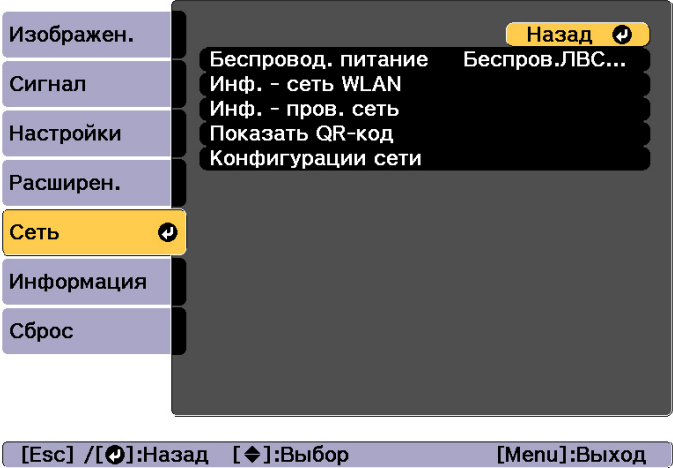 Изображен.
Сигнал
Настройки
Расширен.
Сеть
Информация
Сброс
Назад
Беспровод. питание Беспров.ЛВС...
Инф. - сеть WLAN
Инф. - пров. сеть
Показать QR-код
Конфигурации сети
[Esc] /[↵]:Назад [◆]:Выбор [Menu]:Выход